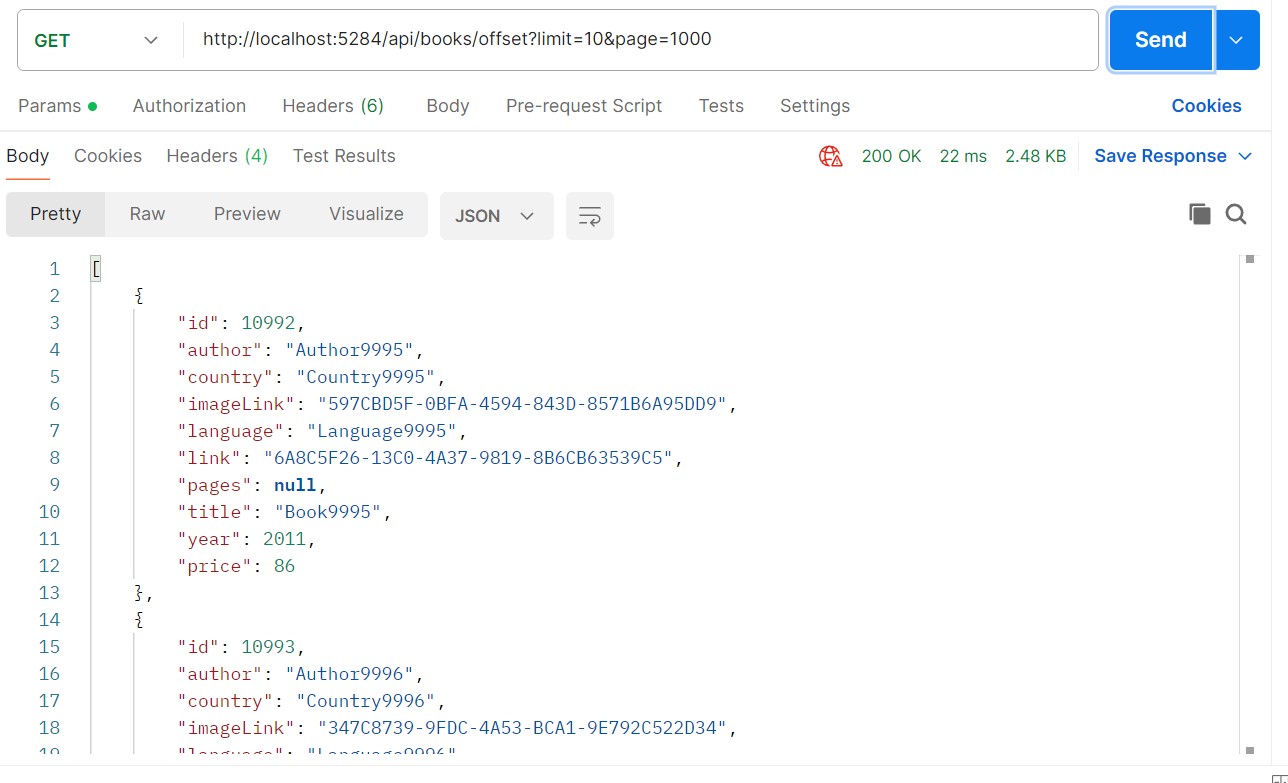 GET http://localhost:5284/api/books/offset?limit=10&page=1000 Send
Params Authorization Headers (6) Body Pre-request Script Tests Settings Cookies
Body Cookies Headers (4) Test Results 200 OK 22 ms 2.48 KB Save Response
Pretty Raw Preview Visualize JSON
1 [
2 {
3 "id": 10992,
4 "author": "Author9995",
5 "country": "Country9995",
6 "imageLink": "597CBD5F-0BFA-4594-843D-8571B6A95DD9",
7 "language": "Language9995",
8 "link": "6A8C5F26-13C0-4A37-9819-8B6CB63539C5",
9 "pages": null,
10 "title": "Book9995",
11 "year": 2011,
12 "price": 86
13 },
14 {
15 "id": 10993,
16 "author": "Author9996",
17 "country": "Country9996",
18 "imageLink": "347C8739-9FDC-4A53-BCA1-9E792C522D34",
19 "language": "Language9996"